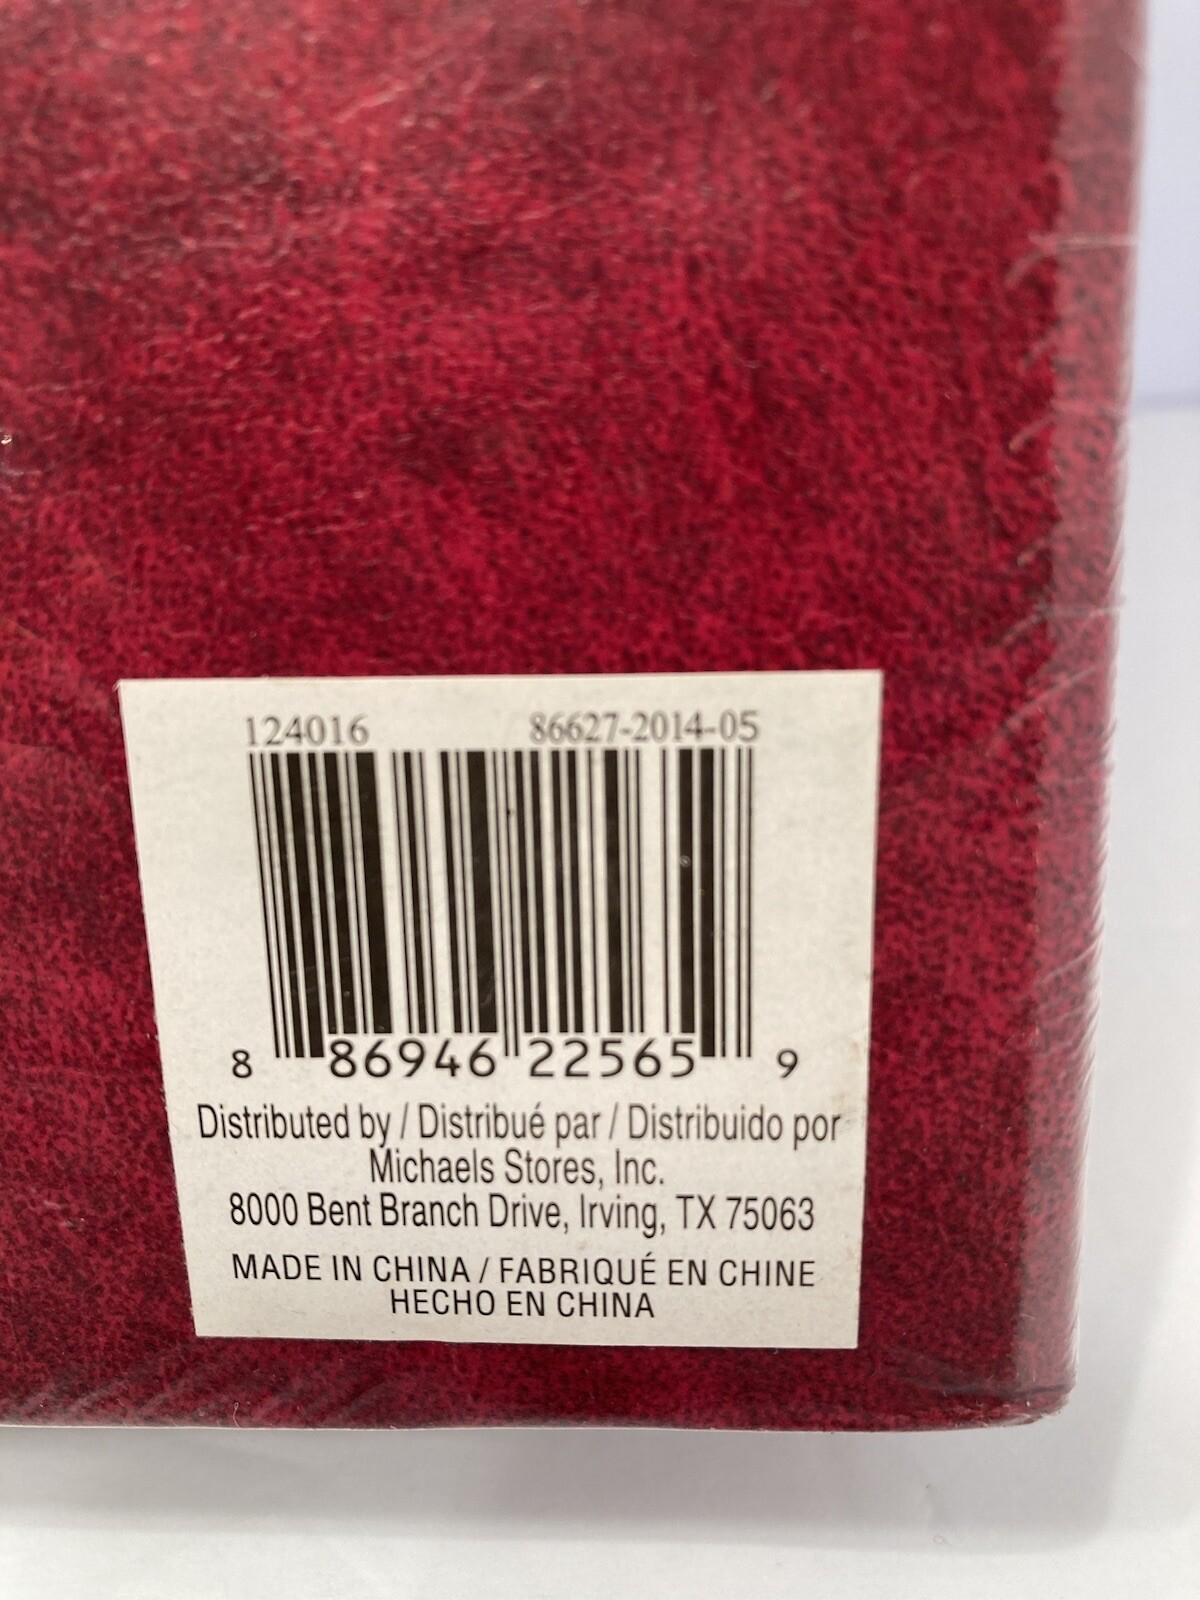 124016 86627-2014-05
8 86946 22565 9
Distributed by / Distribué par / Distribuido por
Michaels Stores, Inc.
8000 Bent Branch Drive, Irving, TX 75063
MADE IN CHINA / FABRIQUÉ EN CHINE
HECHO EN CHINA